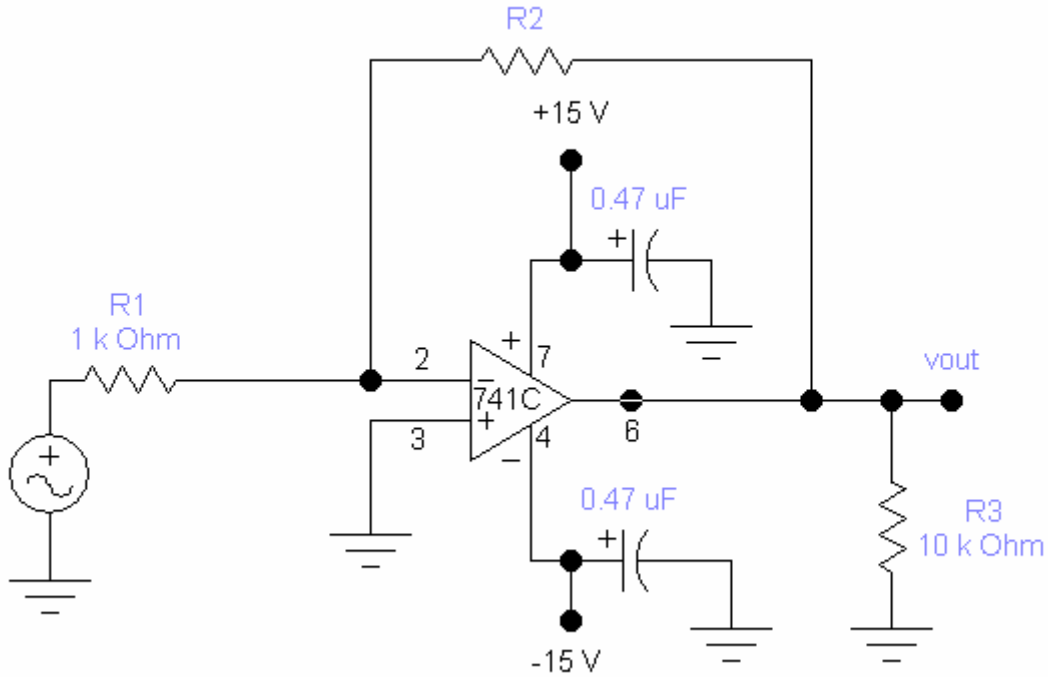 R2
+15 V
0.47 uF
+
R1
1 k Ohm
+
7
2
−
741C
vout
+
3
+
4
6
−
0.47 uF
+
R3
10 k Ohm
-15 V